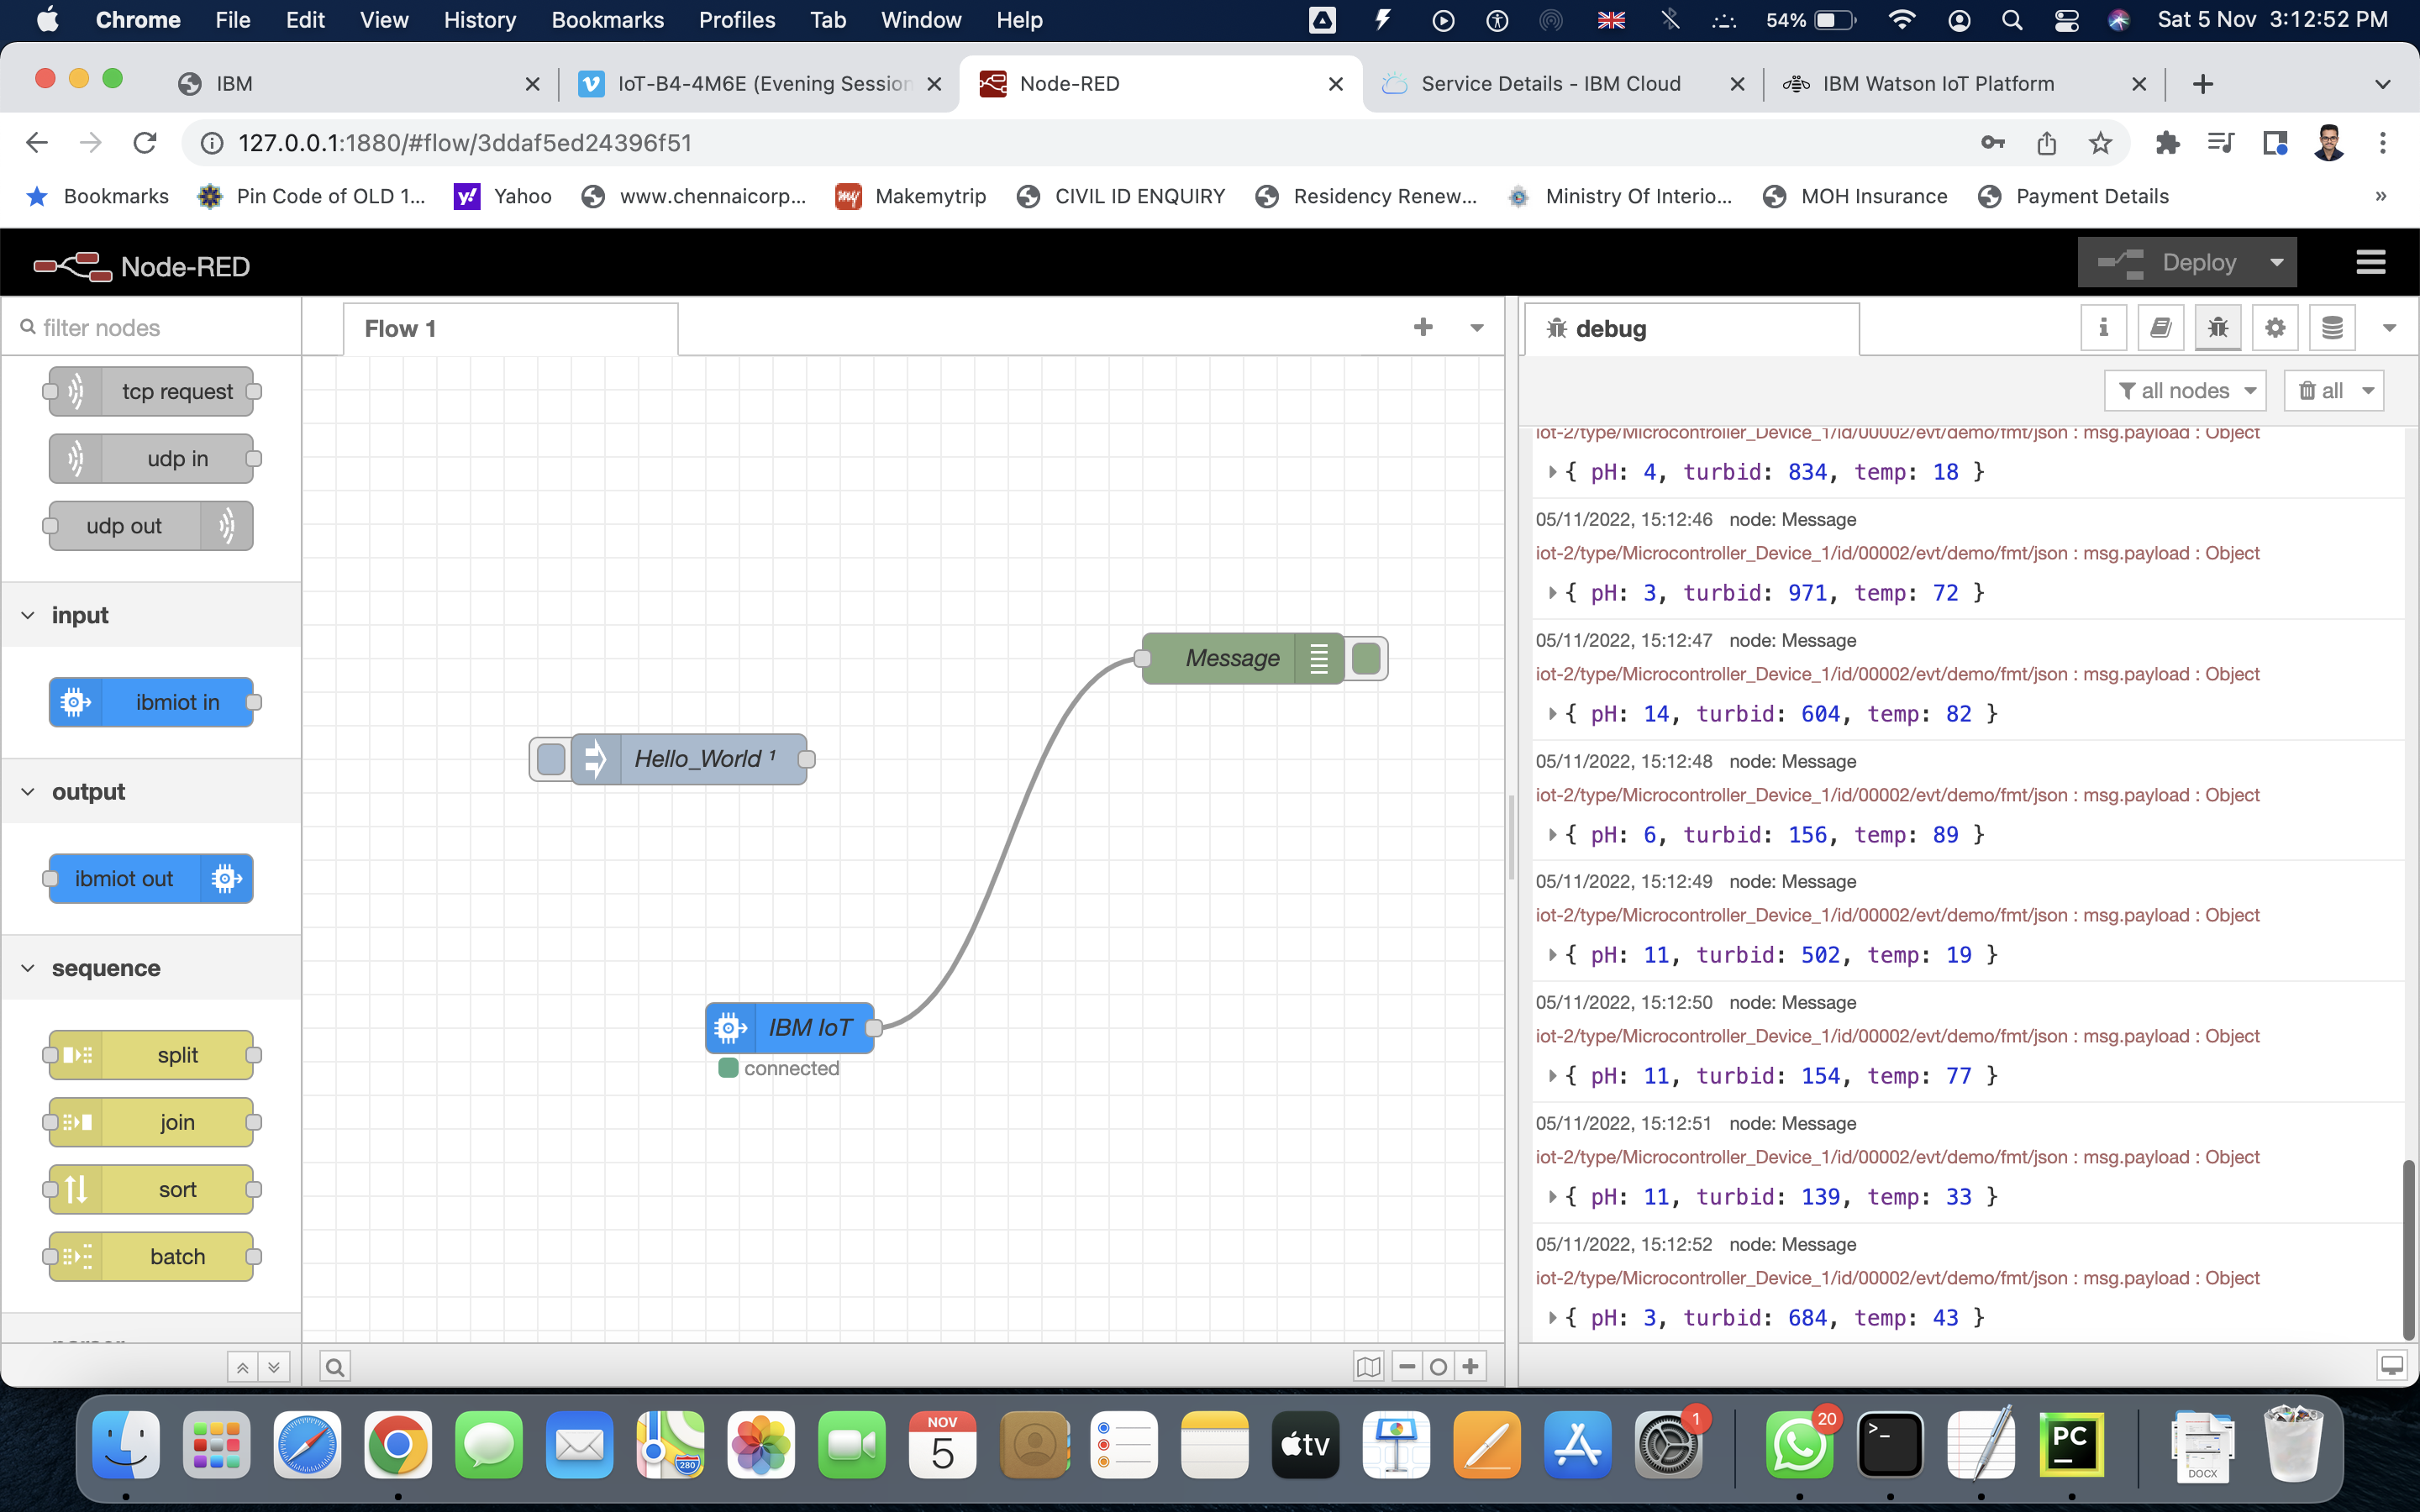 Chrome File Edit View History Bookmarks Profiles Tab Window Help 54% Sat 5 Nov 3:12:52 PM
IBM IoT-B4-4M6E (Evening Session Node-RED Service Details - IBM Cloud IBM Watson IoT Platform
127.0.0.1:1880/#flow/3ddaf5ed24396f51
Bookmarks Pin Code of OLD 1... Yahoo www.chennaicorp... my Makemytrip CIVIL ID ENQUIRY Residency Renew... Ministry Of Interio... MOH Insurance Payment Details »
Node-RED Deploy
filter nodes
tcp request
udp in
udp out
input
ibmiot in
output
ibmiot out
sequence
split
join
sort
batch
Flow 1
Message
Hello_World ¹
IBM IoT
connected
debug
all nodes all
iot-2/type/Microcontroller_Device_1/id/00002/evt/demo/fmt/json : msg.payload : Object
{ pH: 4, turbid: 834, temp: 18 }
05/11/2022, 15:12:46 node: Message
iot-2/type/Microcontroller_Device_1/id/00002/evt/demo/fmt/json : msg.payload : Object
{ pH: 3, turbid: 971, temp: 72 }
05/11/2022, 15:12:47 node: Message
iot-2/type/Microcontroller_Device_1/id/00002/evt/demo/fmt/json : msg.payload : Object
{ pH: 14, turbid: 604, temp: 82 }
05/11/2022, 15:12:48 node: Message
iot-2/type/Microcontroller_Device_1/id/00002/evt/demo/fmt/json : msg.payload : Object
{ pH: 6, turbid: 156, temp: 89 }
05/11/2022, 15:12:49 node: Message
iot-2/type/Microcontroller_Device_1/id/00002/evt/demo/fmt/json : msg.payload : Object
{ pH: 11, turbid: 502, temp: 19 }
05/11/2022, 15:12:50 node: Message
iot-2/type/Microcontroller_Device_1/id/00002/evt/demo/fmt/json : msg.payload : Object
{ pH: 11, turbid: 154, temp: 77 }
05/11/2022, 15:12:51 node: Message
iot-2/type/Microcontroller_Device_1/id/00002/evt/demo/fmt/json : msg.payload : Object
{ pH: 11, turbid: 139, temp: 33 }
05/11/2022, 15:12:52 node: Message
iot-2/type/Microcontroller_Device_1/id/00002/evt/demo/fmt/json : msg.payload : Object
{ pH: 3, turbid: 684, temp: 43 }
280 NOV 5 tv 1 20 >_ PC DOCX